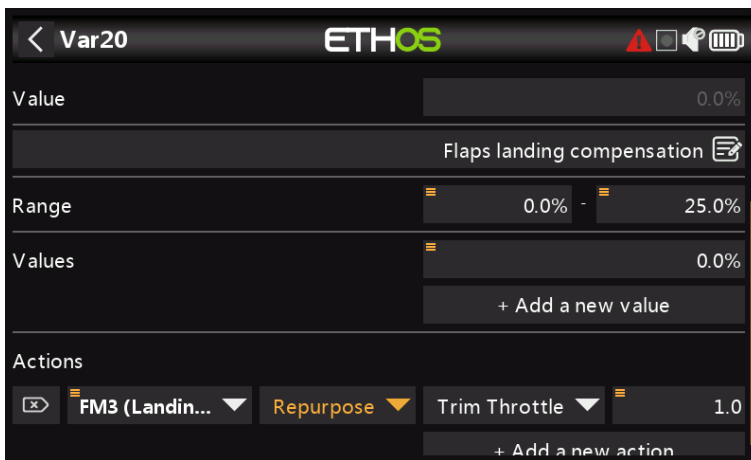 Var20 ETHOS
Value 0.0%
Flaps landing compensation
Range 0.0% - 25.0%
Values 0.0%
+ Add a new value
Actions
FM3 (Landin... Repurpose Trim Throttle 1.0
+ Add a new action